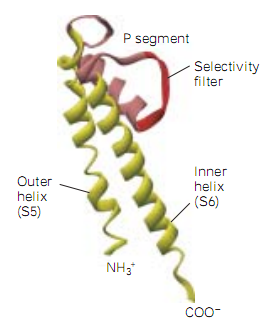 P segment
Selectivity
filter
Outer
helix
(S5)
Inner
helix
(S6)
NH₃⁺
COO⁻